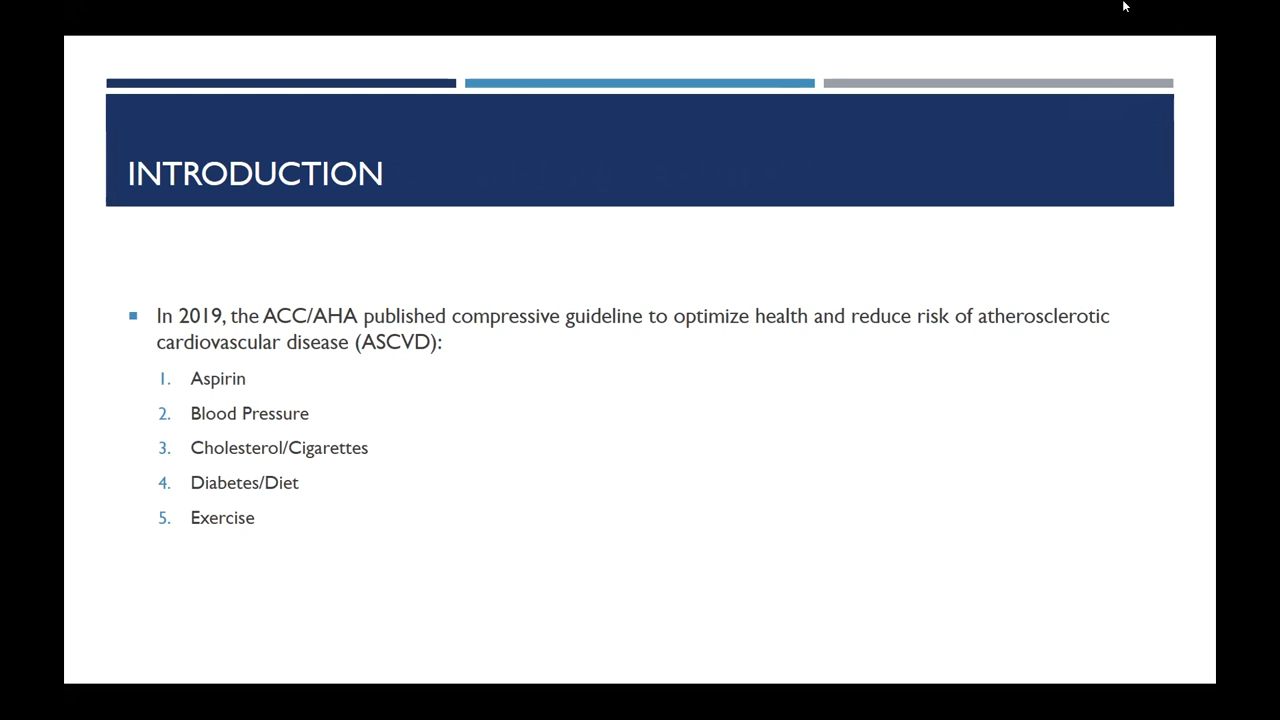 INTRODUCTION
In 2019, the ACC/AHA published compressive guideline to optimize health and reduce risk of atherosclerotic
cardiovascular disease (ASCVD):
1. Aspirin
2. Blood Pressure
3. Cholesterol/Cigarettes
4. Diabetes/Diet
5. Exercise